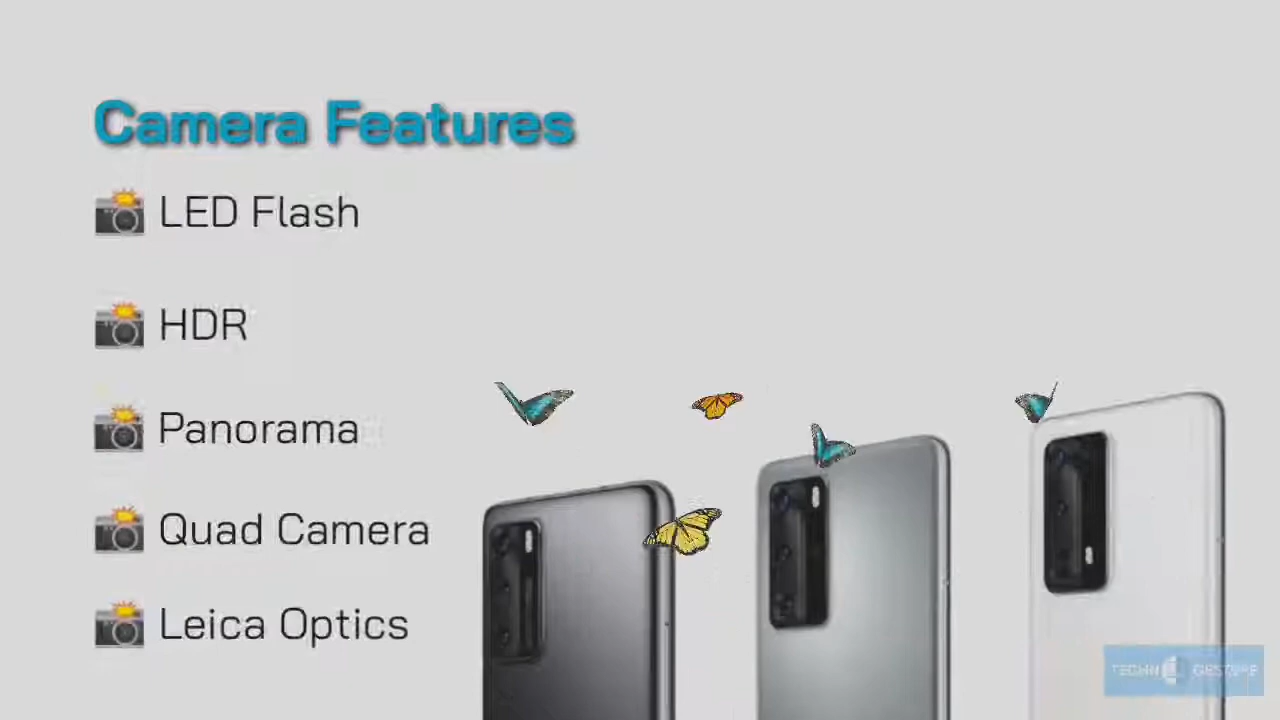 Camera Features
LED Flash
HDR
Panorama
Quad Camera
Leica Optics